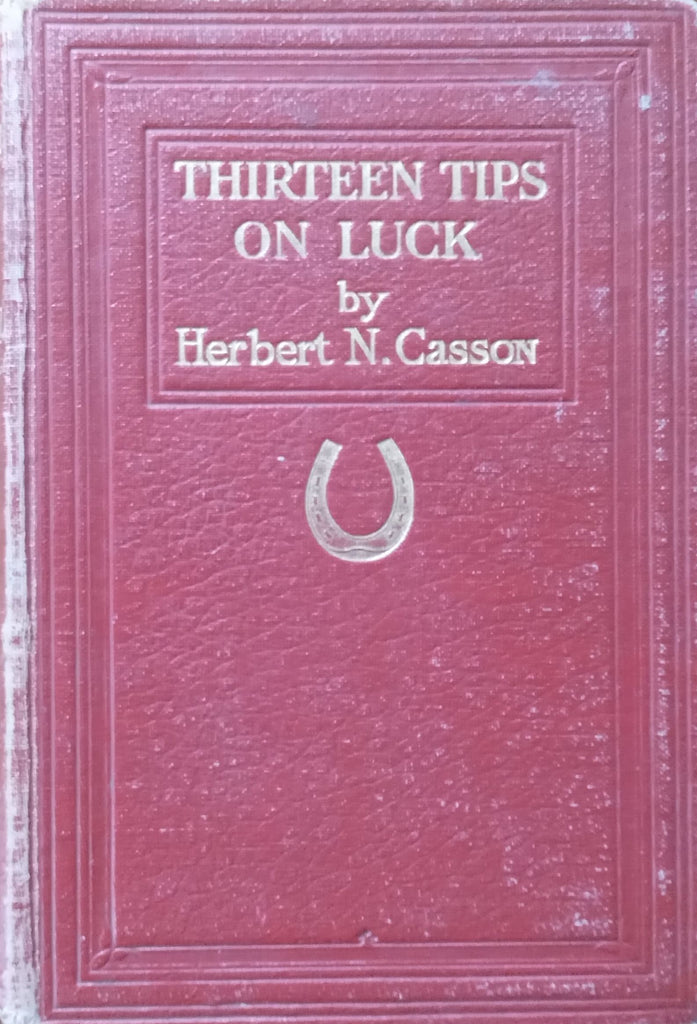 THIRTEEN TIPS
ON LUCK
by
Herbert N. Casson